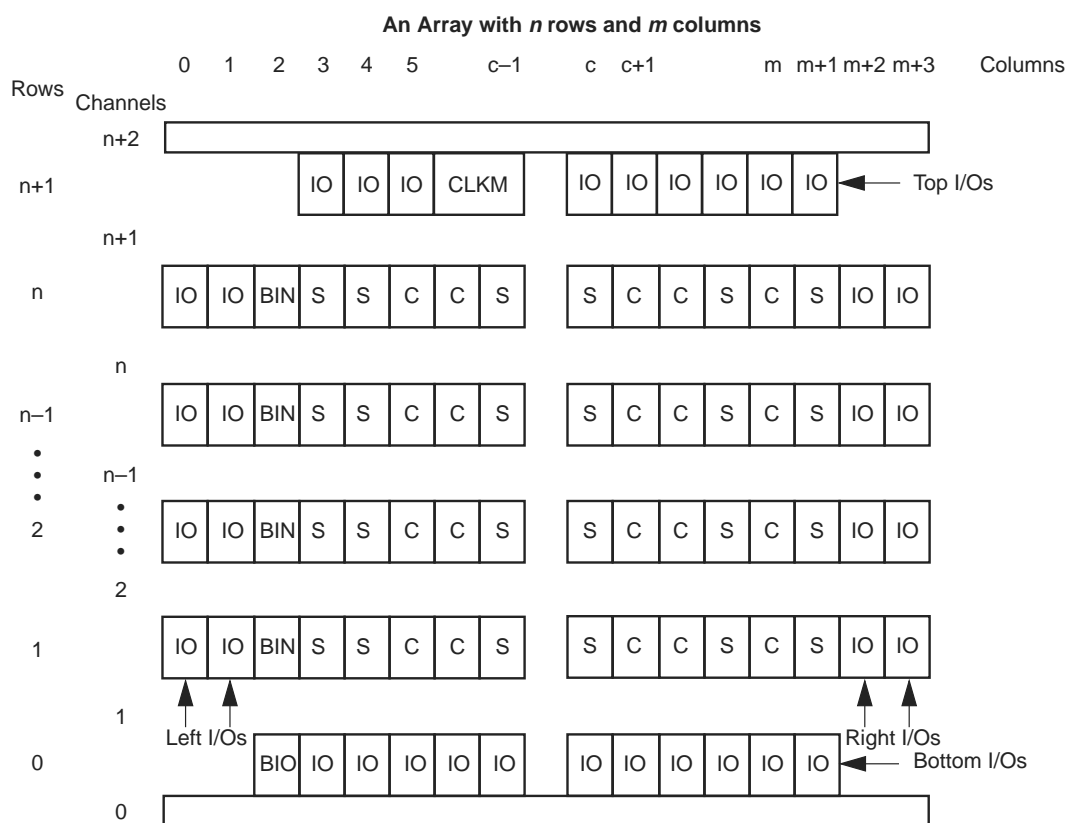 An Array with n rows and m columns
0 1 2 3 4 5 c–1 c c+1 m m+1 m+2 m+3 Columns
Rows
Channels
n+2
n+1 IO IO IO CLKM IO IO IO IO IO IO Top I/Os
n+1
n IO IO BIN S S C C S S C C S C S IO IO
n
n–1 IO IO BIN S S C C S S C C S C S IO IO
n–1
2 IO IO BIN S S C C S S C C S C S IO IO
2
1 IO IO BIN S S C C S S C C S C S IO IO
1
Left I/Os Right I/Os
0 BIO IO IO IO IO IO IO IO IO IO IO IO Bottom I/Os
0